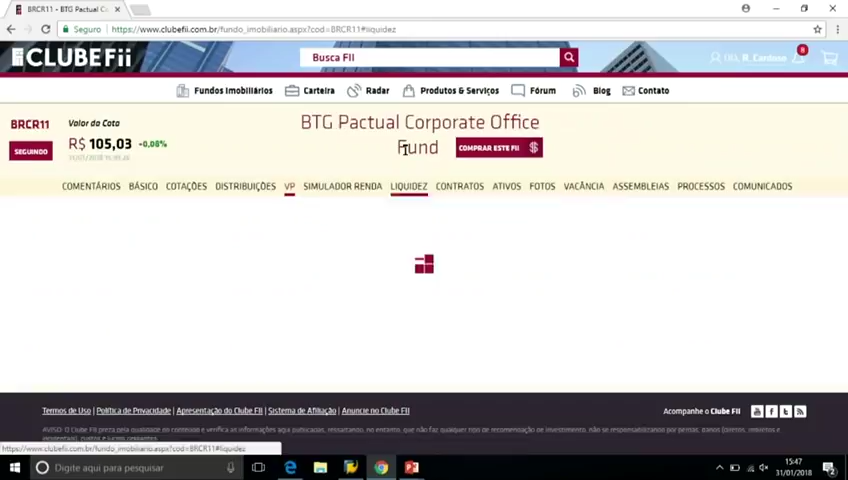 BRCR11 - BTG Pactual Co
Seguro
https://www.clubefii.com.br/fundo_imobiliario.aspx?cod=BRCR11#liquidez
CLUBEFii
Busca FII
Olá, R. Cardoso
8
Fundos Imobiliários
Carteira
Radar
Produtos & Serviços
Fórum
Blog
Contato
BRCR11
SEGUINDO
Valor da Cota
R$ 105,03 -0,08%
BTG Pactual Corporate Office
Fund
COMPRAR ESTE FII
COMENTÁRIOS BÁSICO COTAÇÕES DISTRIBUIÇÕES VP SIMULADOR RENDA LIQUIDEZ CONTRATOS ATIVOS FOTOS VACÂNCIA ASSEMBLEIAS PROCESSOS COMUNICADOS
Termos de Uso | Política de Privacidade | Apresentação do Clube FII | Sistema de Afiliação | Anuncie no Clube FII
Acompanhe o Clube FII
https://www.clubefii.com.br/fundo_imobiliario.aspx?cod=BRCR11#liquidez
Digite aqui para pesquisar
15:47
31/01/2018